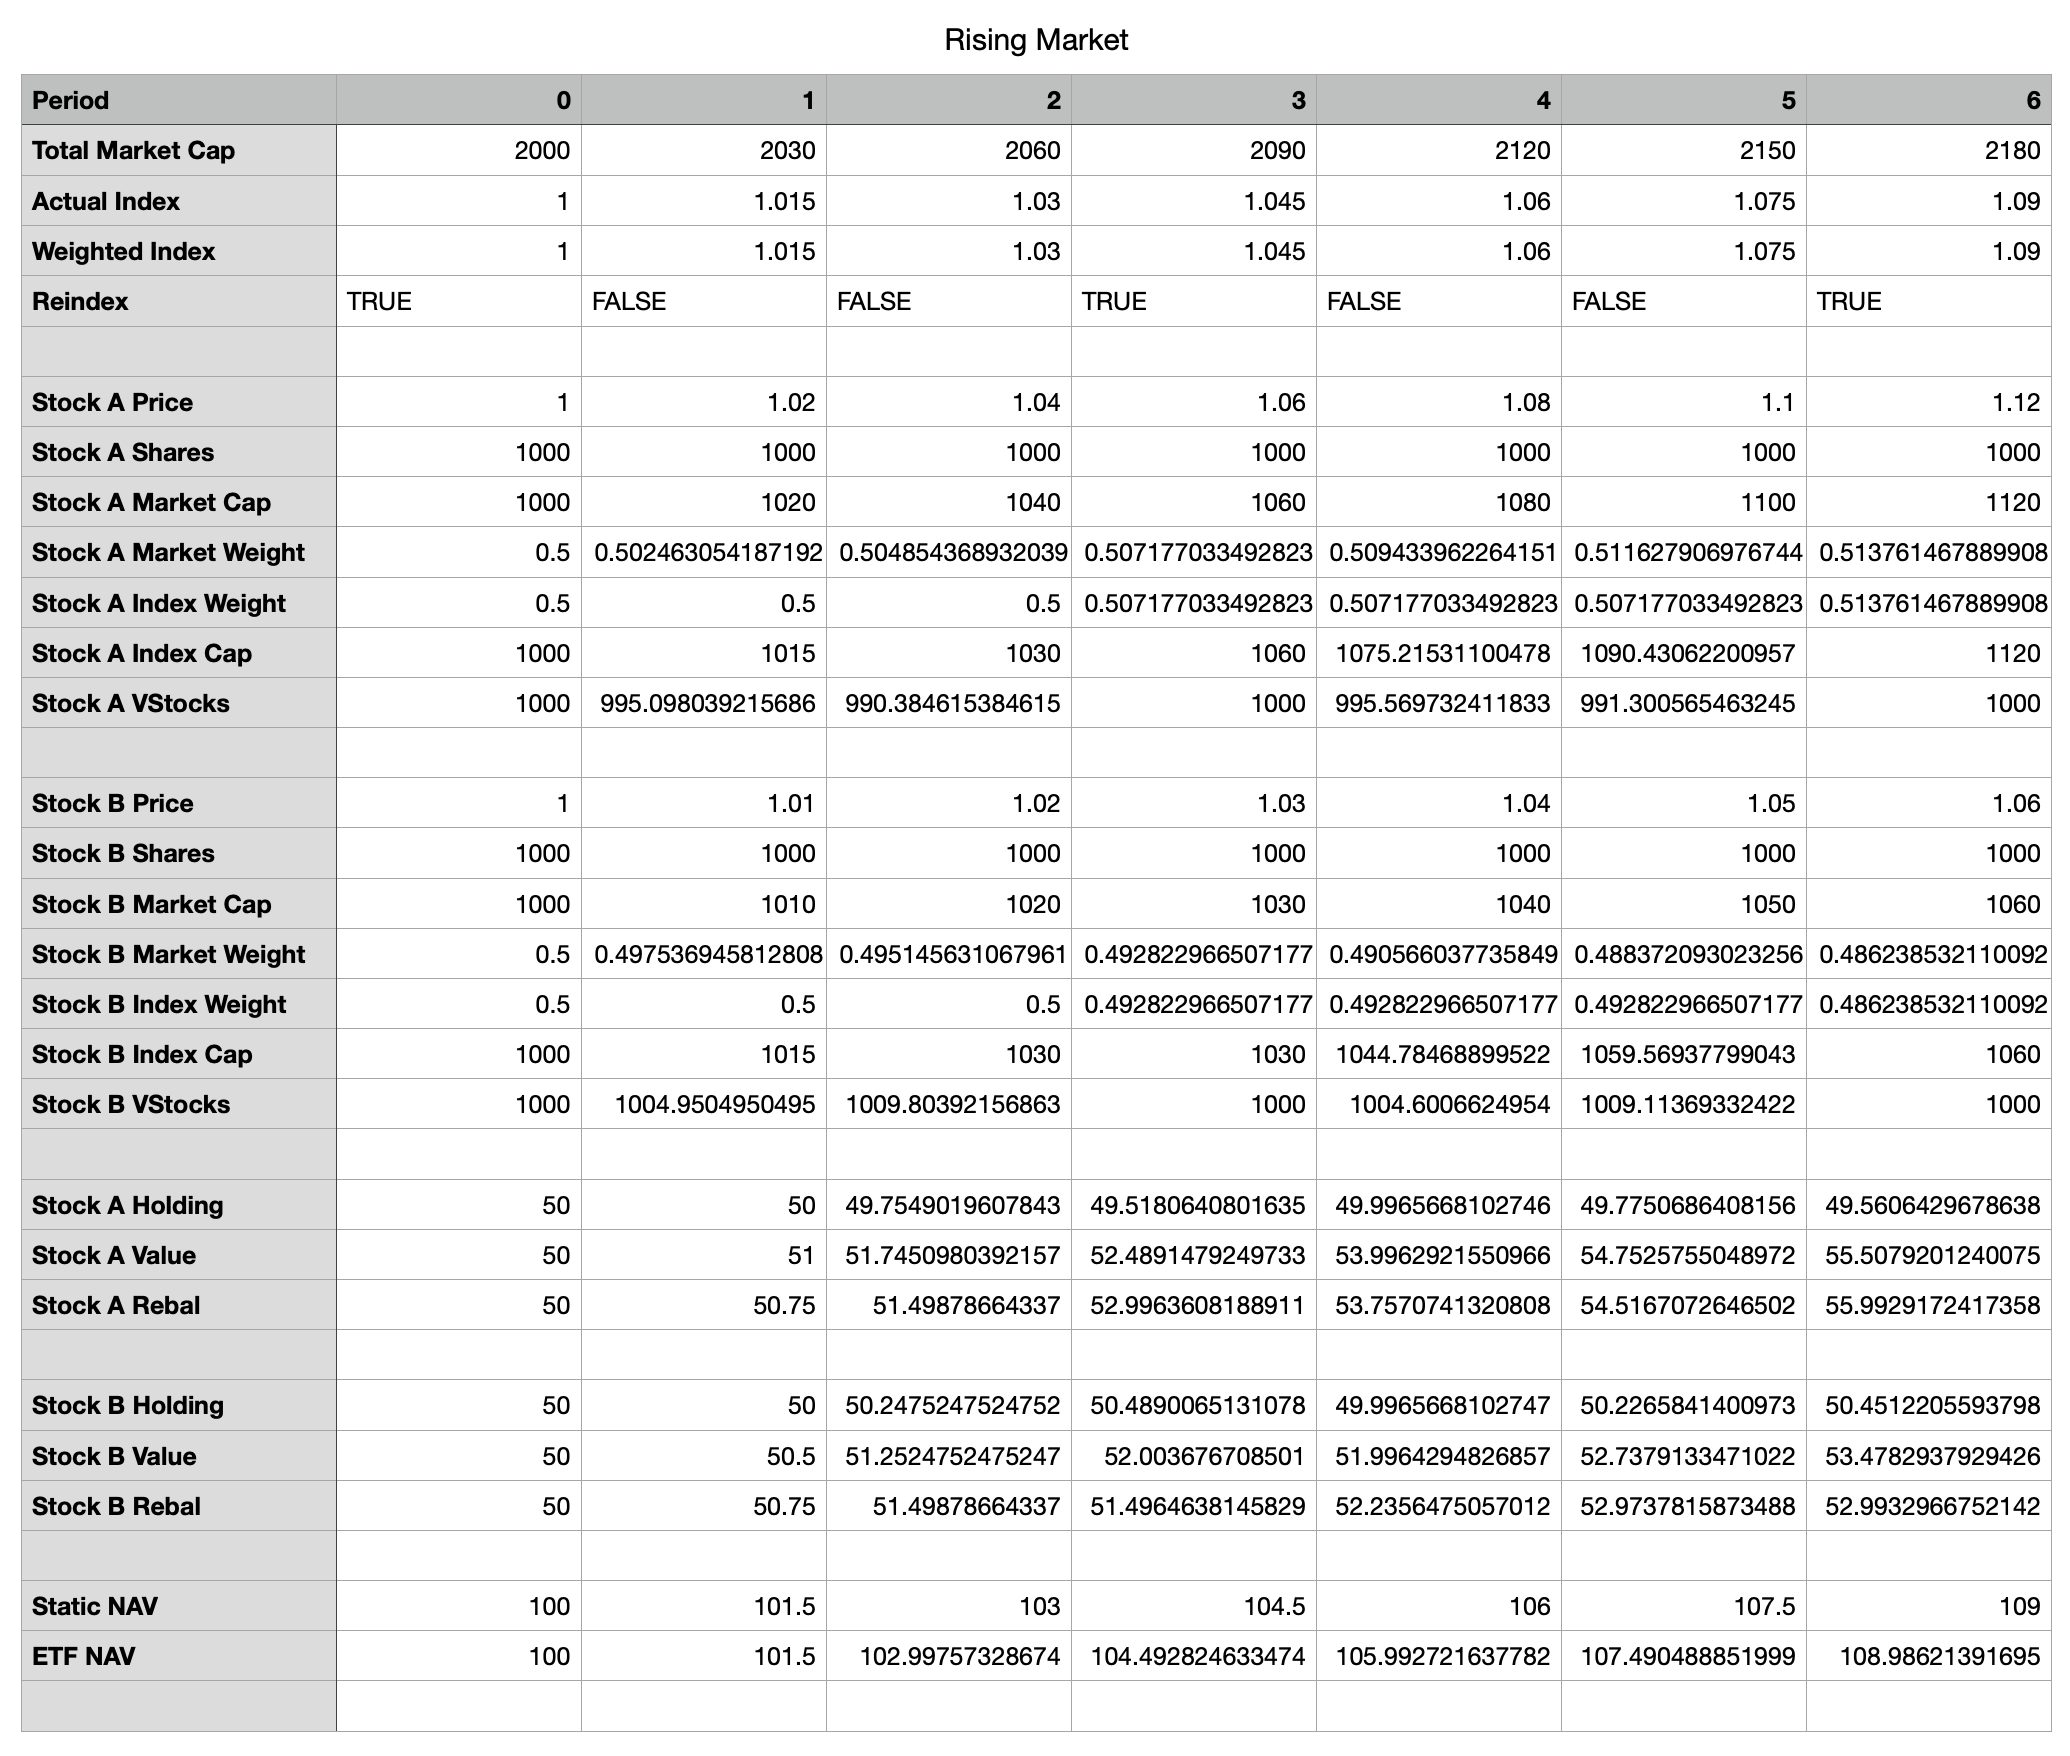 Rising Market
Period 0 1 2 3 4 5 6
Total Market Cap 2000 2030 2060 2090 2120 2150 2180
Actual Index 1 1.015 1.03 1.045 1.06 1.075 1.09
Weighted Index 1 1.015 1.03 1.045 1.06 1.075 1.09
Reindex TRUE FALSE FALSE TRUE FALSE FALSE TRUE
Stock A Price 1 1.02 1.04 1.06 1.08 1.1 1.12
Stock A Shares 1000 1000 1000 1000 1000 1000 1000
Stock A Market Cap 1000 1020 1040 1060 1080 1100 1120
Stock A Market Weight 0.5 0.502463054187192 0.504854368932039 0.507177033492823 0.509433962264151 0.511627906976744 0.513761467889908
Stock A Index Weight 0.5 0.5 0.5 0.507177033492823 0.507177033492823 0.507177033492823 0.513761467889908
Stock A Index Cap 1000 1015 1030 1060 1075.21531100478 1090.43062200957 1120
Stock A VStocks 1000 995.098039215686 990.384615384615 1000 995.569732411833 991.300565463245 1000
Stock B Price 1 1.01 1.02 1.03 1.04 1.05 1.06
Stock B Shares 1000 1000 1000 1000 1000 1000 1000
Stock B Market Cap 1000 1010 1020 1030 1040 1050 1060
Stock B Market Weight 0.5 0.497536945812808 0.495145631067961 0.492822966507177 0.490566037735849 0.488372093023256 0.486238532110092
Stock B Index Weight 0.5 0.5 0.5 0.492822966507177 0.492822966507177 0.492822966507177 0.486238532110092
Stock B Index Cap 1000 1015 1030 1030 1044.78468899522 1059.56937799043 1060
Stock B VStocks 1000 1004.9504950495 1009.80392156863 1000 1004.6006624954 1009.11369332422 1000
Stock A Holding 50 50 49.7549019607843 49.5180640801635 49.9965668102746 49.7750686408156 49.5606429678638
Stock A Value 50 51 51.7450980392157 52.4891479249733 53.9962921550966 54.7525755048972 55.5079201240075
Stock A Rebal 50 50.75 51.49878664337 52.9963608188911 53.7570741320808 54.5167072646502 55.9929172417358
Stock B Holding 50 50 50.2475247524752 50.4890065131078 49.9965668102747 50.2265841400973 50.4512205593798
Stock B Value 50 50.5 51.2524752475247 52.003676708501 51.9964294826857 52.7379133471022 53.4782937929426
Stock B Rebal 50 50.75 51.49878664337 51.4964638145829 52.2356475057012 52.9737815873488 52.9932966752142
Static NAV 100 101.5 103 104.5 106 107.5 109
ETF NAV 100 101.5 102.99757328674 104.492824633474 105.992721637782 107.490488851999 108.98621391695